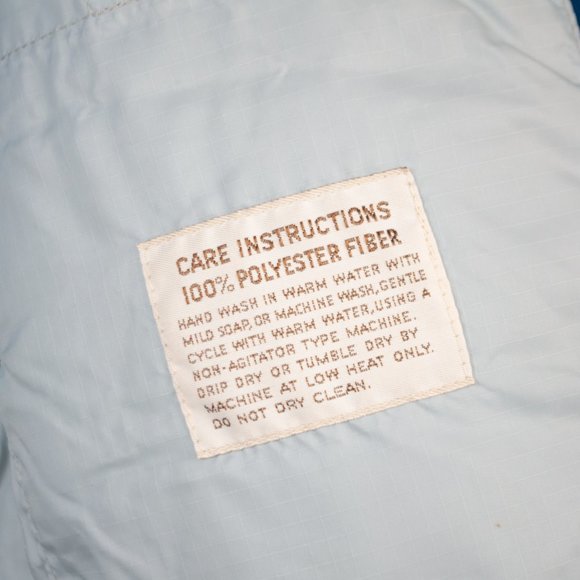 CARE INSTRUCTIONS
100% POLYESTER FIBER
HAND WASH IN WARM WATER WITH
MILD SOAP, OR MACHINE WASH, GENTLE
CYCLE WITH WARM WATER, USING A
NON-AGITATOR TYPE MACHINE.
DRIP DRY OR TUMBLE DRY BY
MACHINE AT LOW HEAT ONLY.
DO NOT DRY CLEAN.